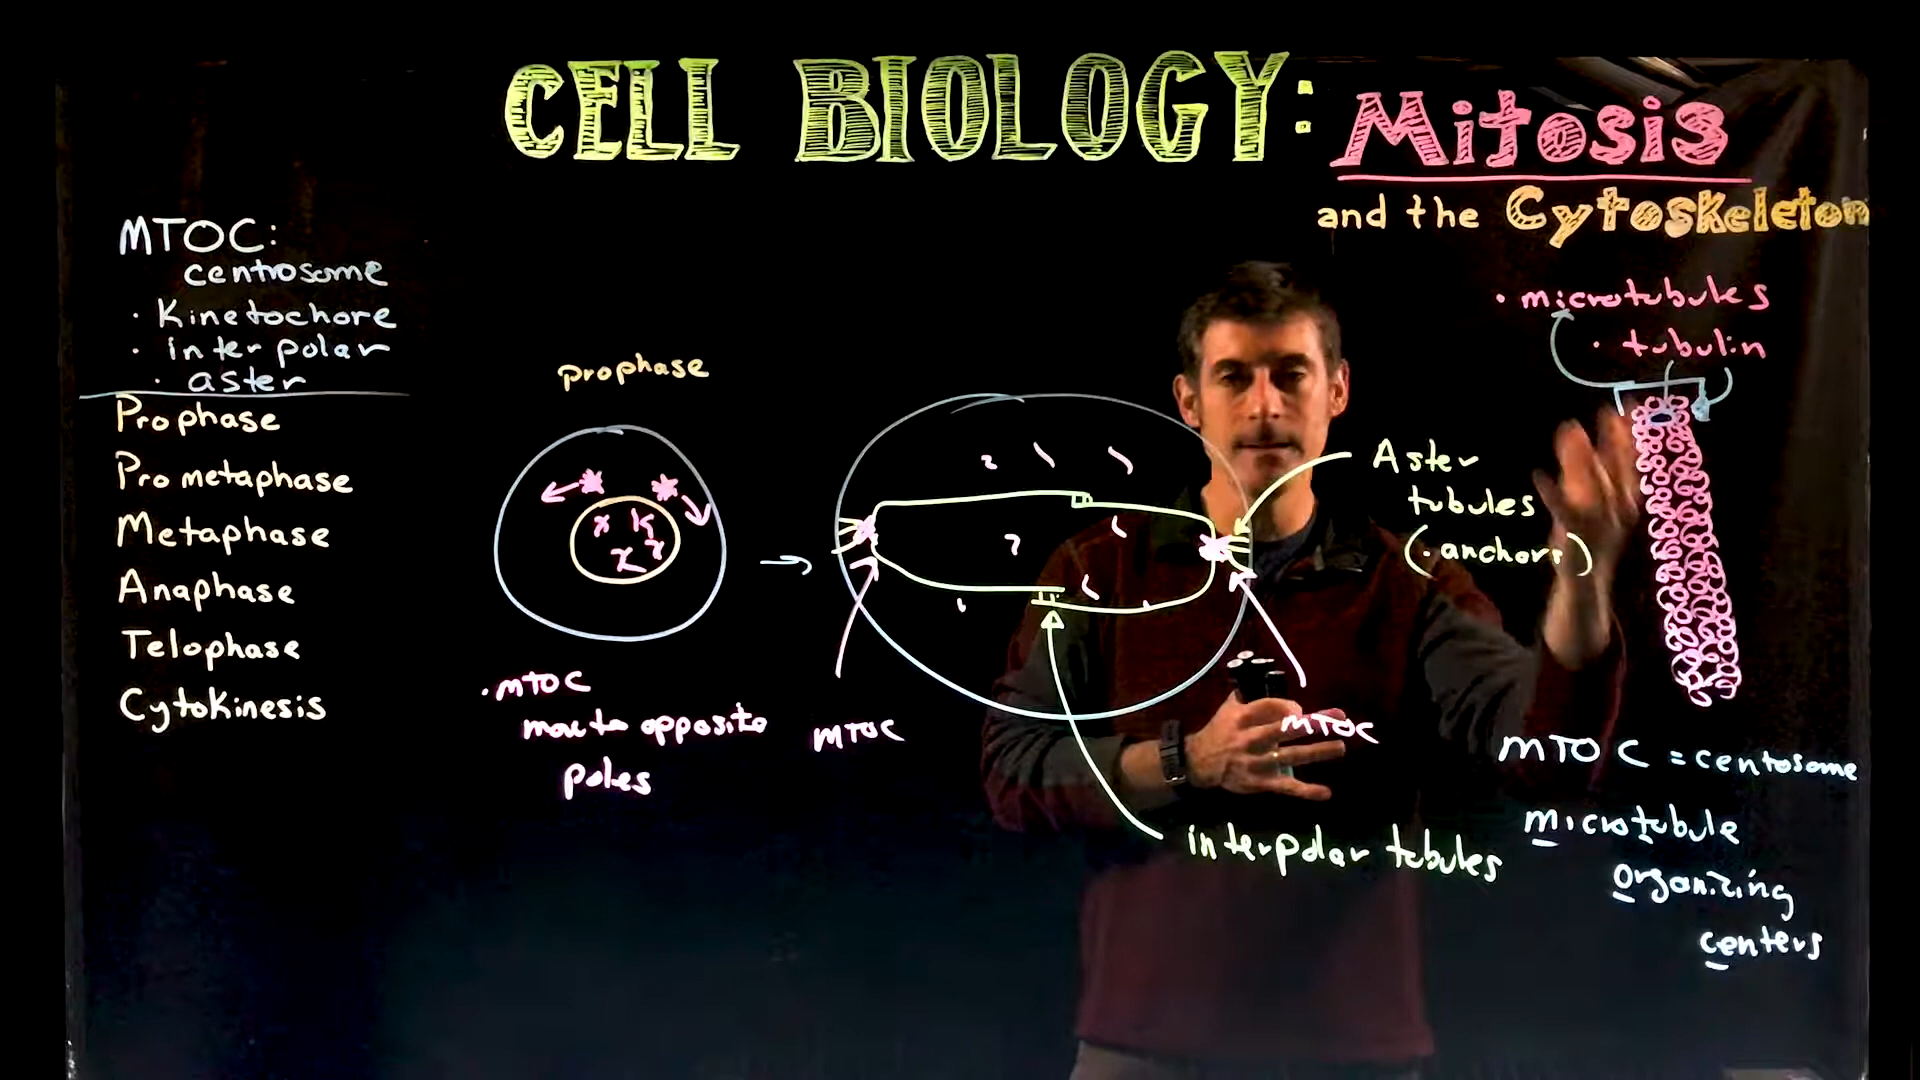 CELL BIOLOGY: Mitosis
and the Cytoskeleton
MTOC:
centrosome
· Kinetochore
· interpolar
· aster
Prophase
Prometaphase
Metaphase
Anaphase
Telophase
Cytokinesis
prophase
· MTOC
move to opposite
poles
MTOC
MTOC
Aster
tubules
(· anchors)
interpolar tubules
· microtubules
· tubulin
MTOC = centosome
microtubule
organizing
centers